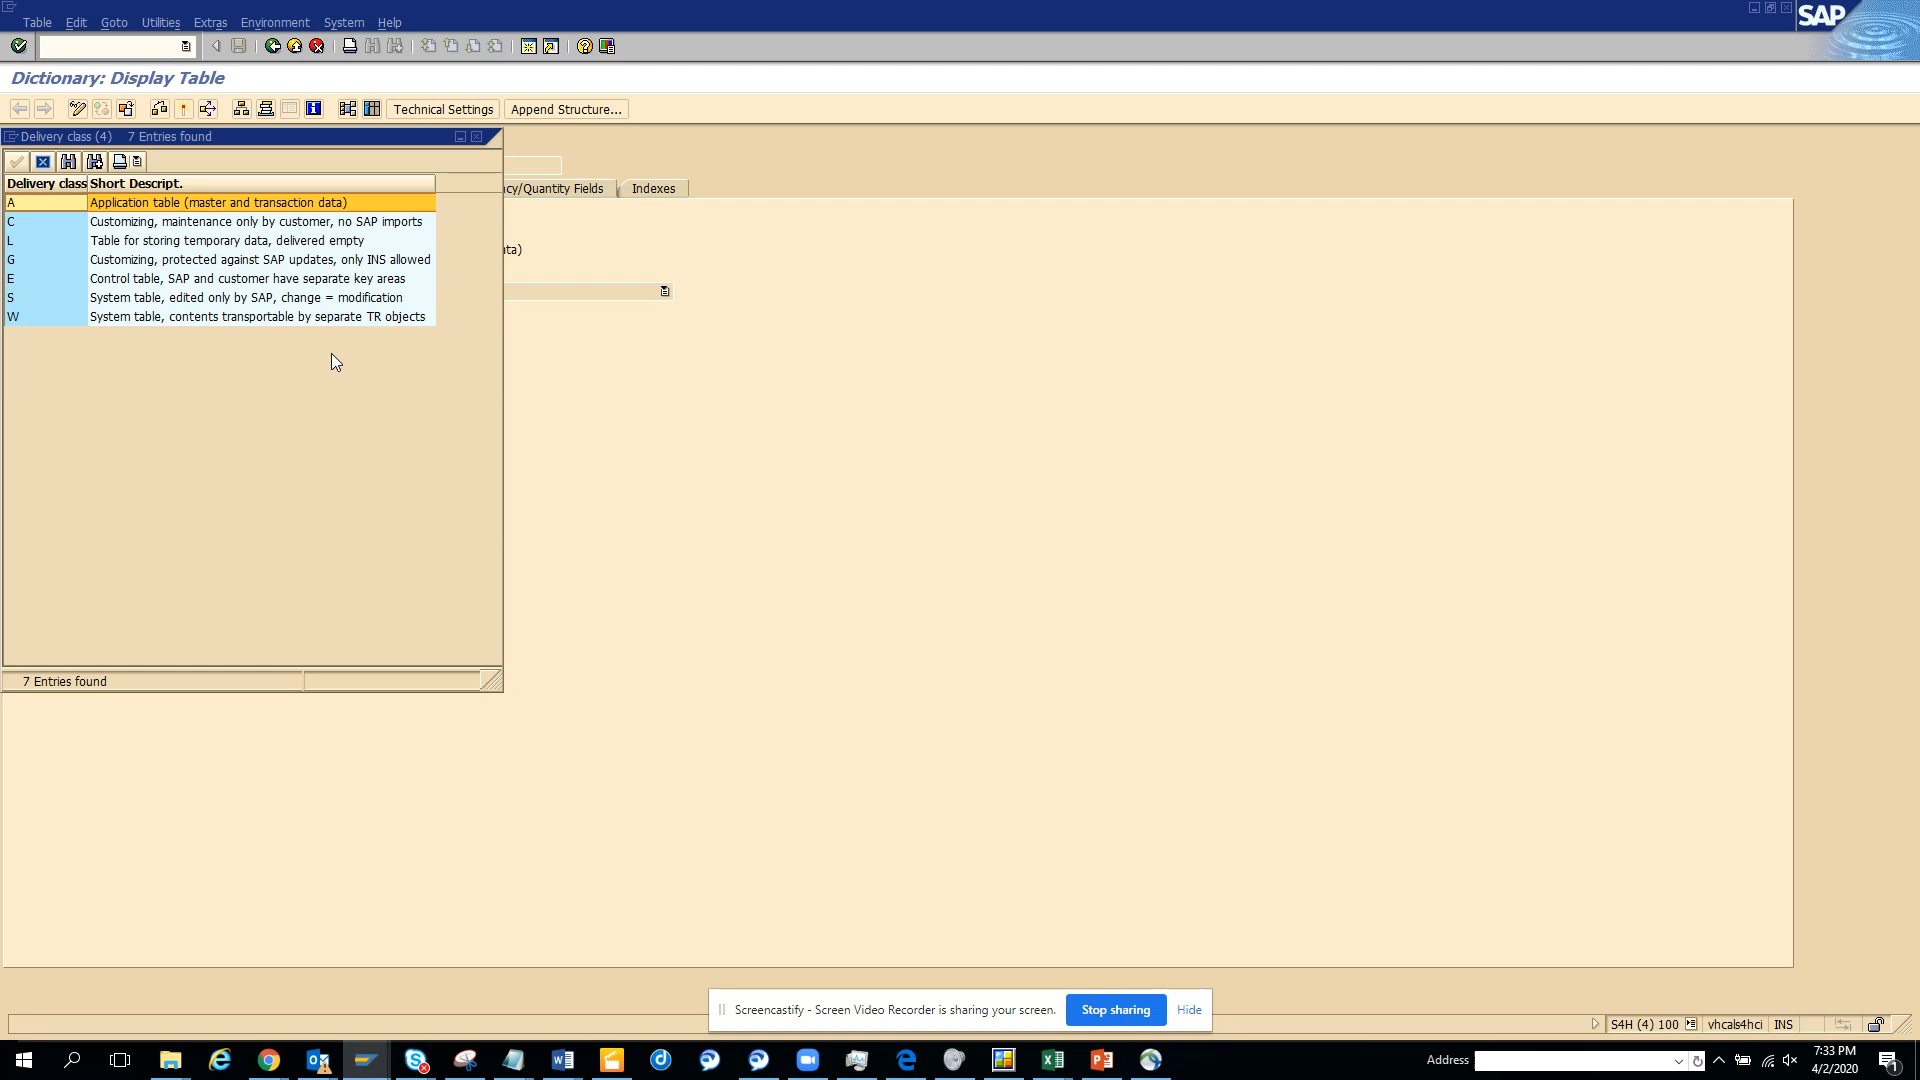 Table Edit Goto Utilities Extras Environment System Help
SAP
Dictionary: Display Table
Technical Settings Append Structure...
Delivery class (4) 7 Entries found
cy/Quantity Fields Indexes
Delivery class Short Descript.
A Application table (master and transaction data)
C Customizing, maintenance only by customer, no SAP imports
L Table for storing temporary data, delivered empty
ata)
G Customizing, protected against SAP updates, only INS allowed
E Control table, SAP and customer have separate key areas
S System table, edited only by SAP, change = modification
W System table, contents transportable by separate TR objects
7 Entries found
Screencastify - Screen Video Recorder is sharing your screen. Stop sharing Hide
S4H (4) 100 vhcals4hci INS
Address
7:33 PM
4/2/2020
1